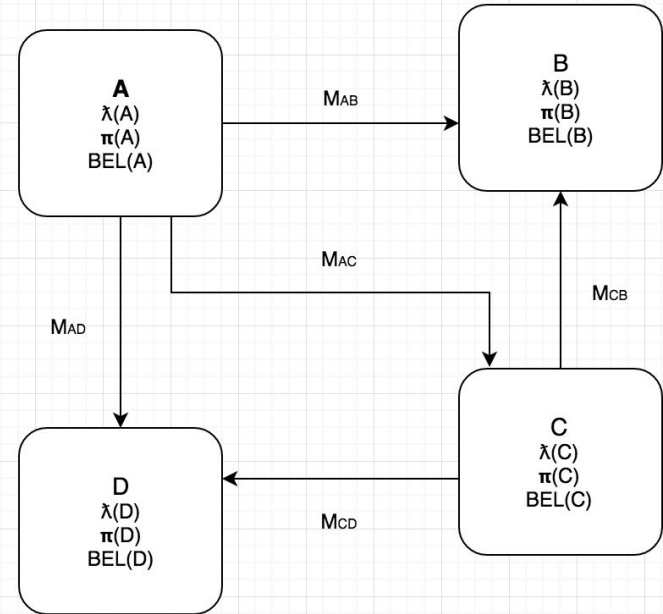 A
ƛ(A)
π(A)
BEL(A)
MAB
B
ƛ(B)
π(B)
BEL(B)
MAC
MCB
MAD
C
ƛ(C)
π(C)
BEL(C)
D
ƛ(D)
π(D)
BEL(D)
MCD